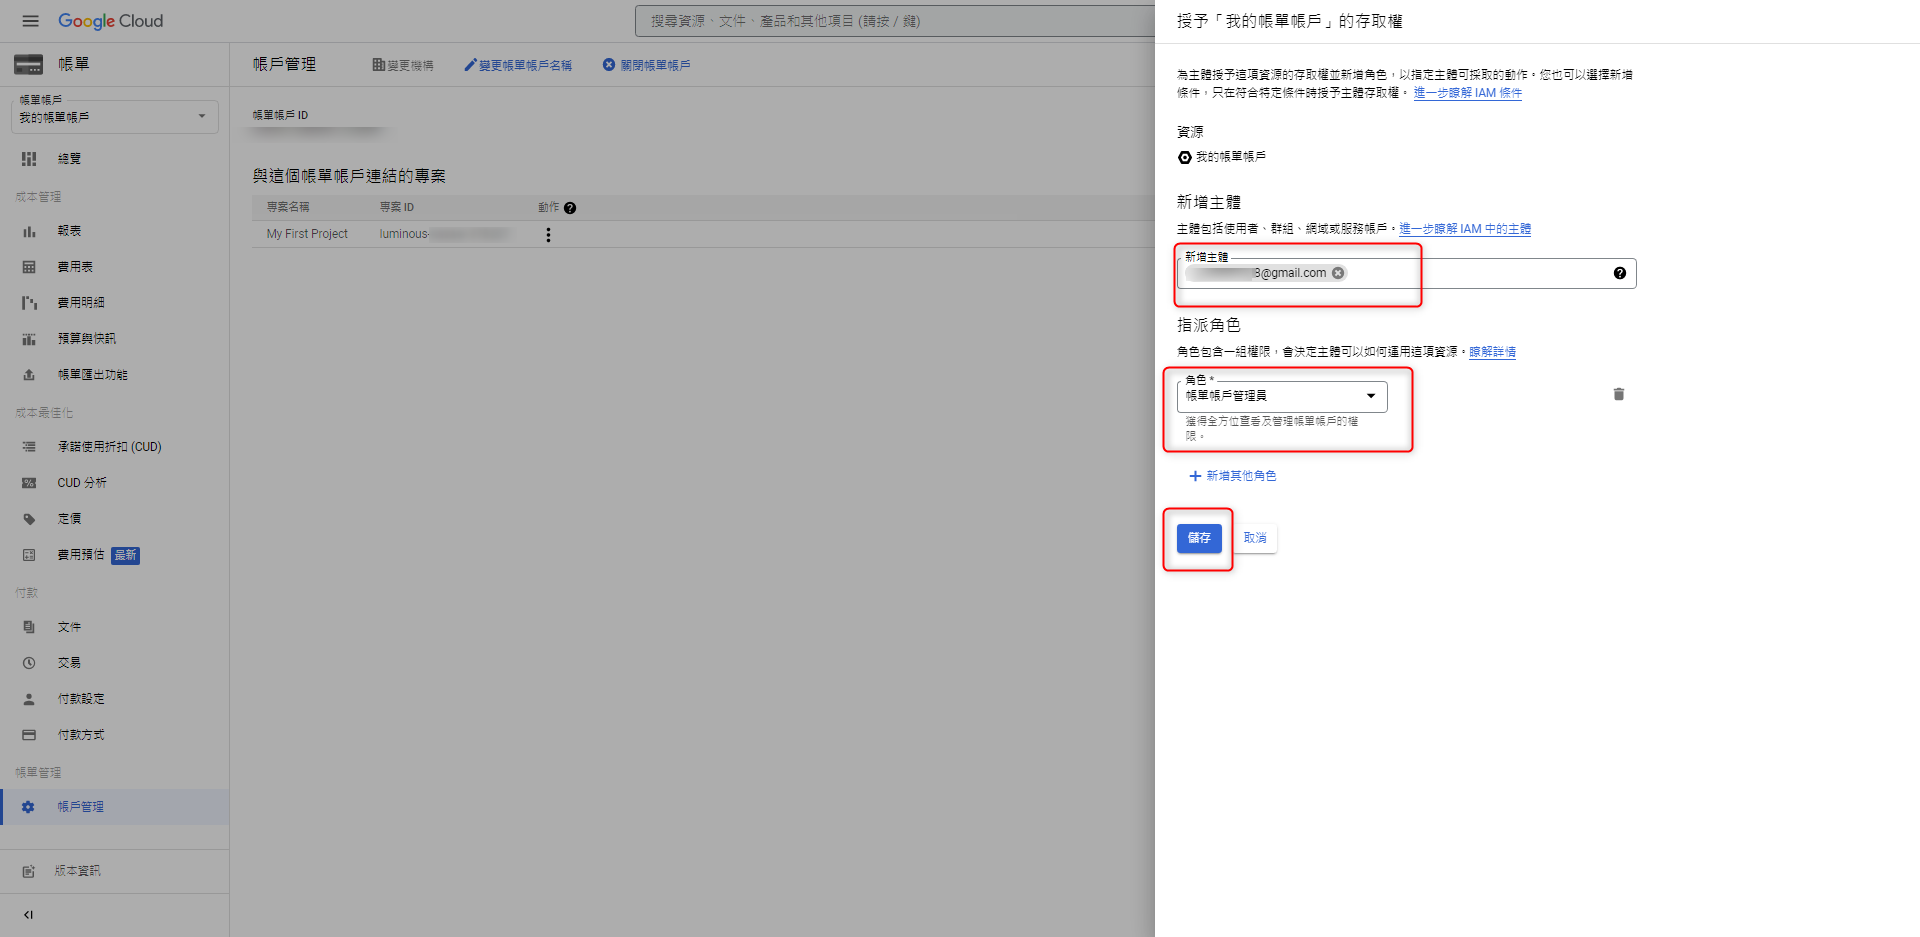 Google Cloud
搜尋資源、文件、產品和其他項目 (請按 / 鍵)
帳單
帳單帳戶
我的帳單帳戶
總覽
成本管理
報表
費用表
費用明細
預算與快訊
帳單匯出功能
成本最佳化
承諾使用折扣 (CUD)
CUD 分析
定價
費用預估 最新
付款
文件
交易
付款設定
付款方式
帳單管理
帳戶管理
版本資訊
帳戶管理
變更機構
變更帳單帳戶名稱
關閉帳單帳戶
帳單帳戶 ID
與這個帳單帳戶連結的專案
專案名稱 專案 ID 動作
My First Project luminous-
授予「我的帳單帳戶」的存取權
為主體授予這項資源的存取權並新增角色，以指定主體可採取的動作。您也可以選擇新增
條件，只在符合特定條件時授予主體存取權。 進一步瞭解 IAM 條件
資源
我的帳單帳戶
新增主體
主體包括使用者、群組、網域或服務帳戶。進一步瞭解 IAM 中的主體
新增主體
8@gmail.com
指派角色
角色包含一組權限，會決定主體可以如何運用這項資源。瞭解詳情
角色 *
帳單帳戶管理員
獲得全方位查看及管理帳單帳戶的權
限。
新增其他角色
儲存 取消